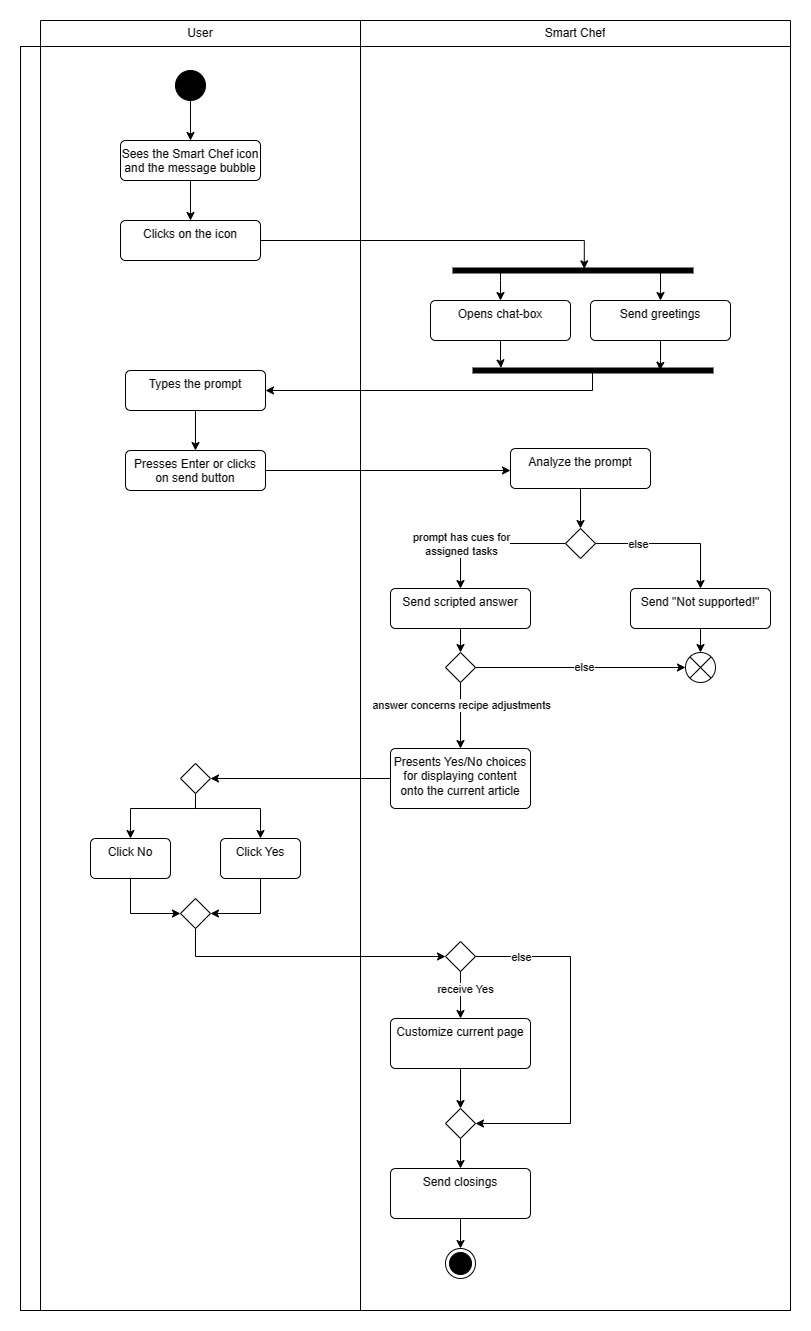 User
Smart Chef
Sees the Smart Chef icon
and the message bubble
Clicks on the icon
Opens chat-box
Send greetings
Types the prompt
Presses Enter or clicks
on send button
Analyze the prompt
prompt has cues for
assigned tasks
else
Send scripted answer
Send "Not supported!"
else
answer concerns recipe adjustments
Presents Yes/No choices
for displaying content
onto the current article
Click No
Click Yes
else
receive Yes
Customize current page
Send closings